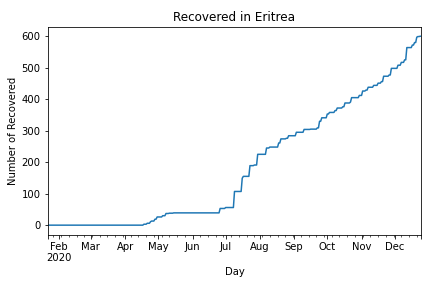 Recovered in Eritrea
Number of Recovered
600
500
400
300
200
100
0
Feb Mar Apr May Jun Jul Aug Sep Oct Nov Dec
2020
Day